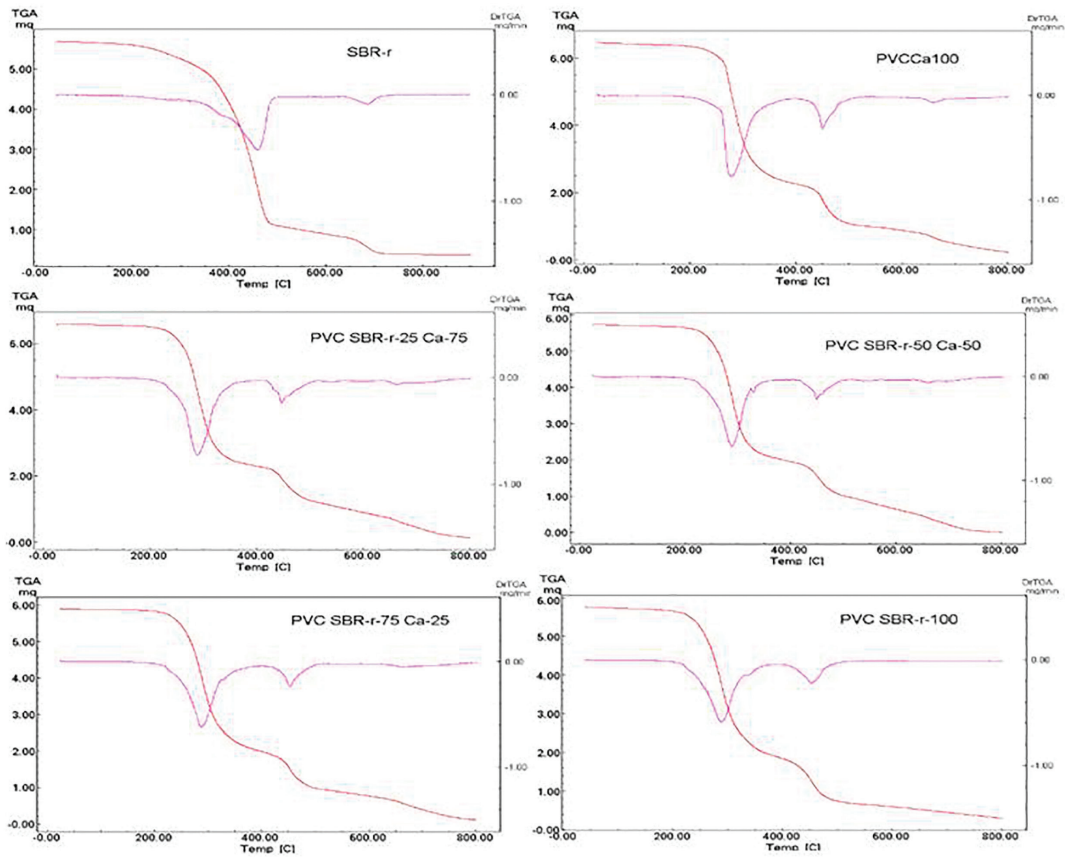 TGA
mg
DrTGA
mg/min
SBR-r
6.00
5.00
4.00
3.00
2.00
1.00
0.00
-1.00
-0.00
200.00
400.00
600.00
800.00
Temp [C]
TGA
mg
DrTGA
mg/min
PVCCa100
6.00
4.00
2.00
-0.00
0.00
-1.00
0.00
200.00
400.00
600.00
800.00
Temp [C]
TGA
mg
DrTGA
mg/min
PVC SBR-r-25 Ca-75
6.00
4.00
2.00
-0.00
0.00
-1.00
-0.00
200.00
400.00
600.00
800.00
Temp [C]
TGA
mg
DrTGA
mg/min
PVC SBR-r-50 Ca-50
6.00
5.00
4.00
3.00
2.00
1.00
-0.00
0.00
-1.00
-0.00
200.00
400.00
600.00
800.00
Temp [C]
TGA
mg
DrTGA
mg/min
PVC SBR-r-75 Ca-25
6.00
5.00
4.00
3.00
2.00
1.00
-0.00
0.00
-1.00
-0.00
200.00
400.00
600.00
800.00
Temp [C]
TGA
mg
DrTGA
mg/min
PVC SBR-r-100
6.00
5.00
4.00
3.00
2.00
1.00
-0.00
0.00
-1.00
200.00
400.00
600.00
800.00
Temp [C]